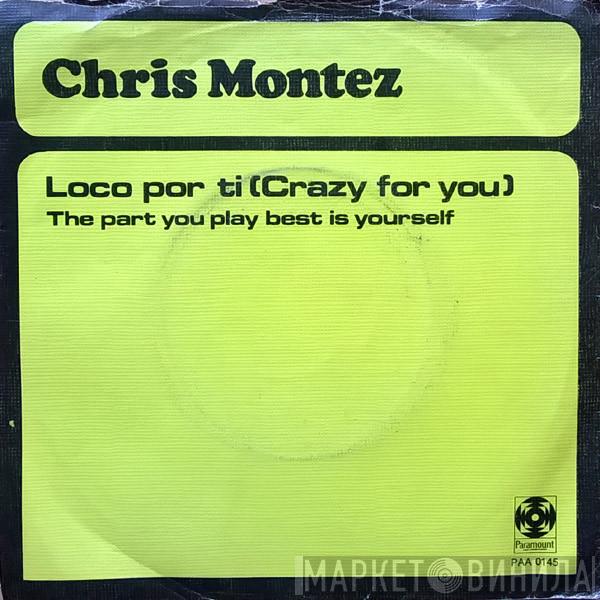 Chris Montez
Loco por ti (Crazy for you)
The part you play best is yourself
Paramount
PAA 0145
МАРКЕТ ВИНИЛА